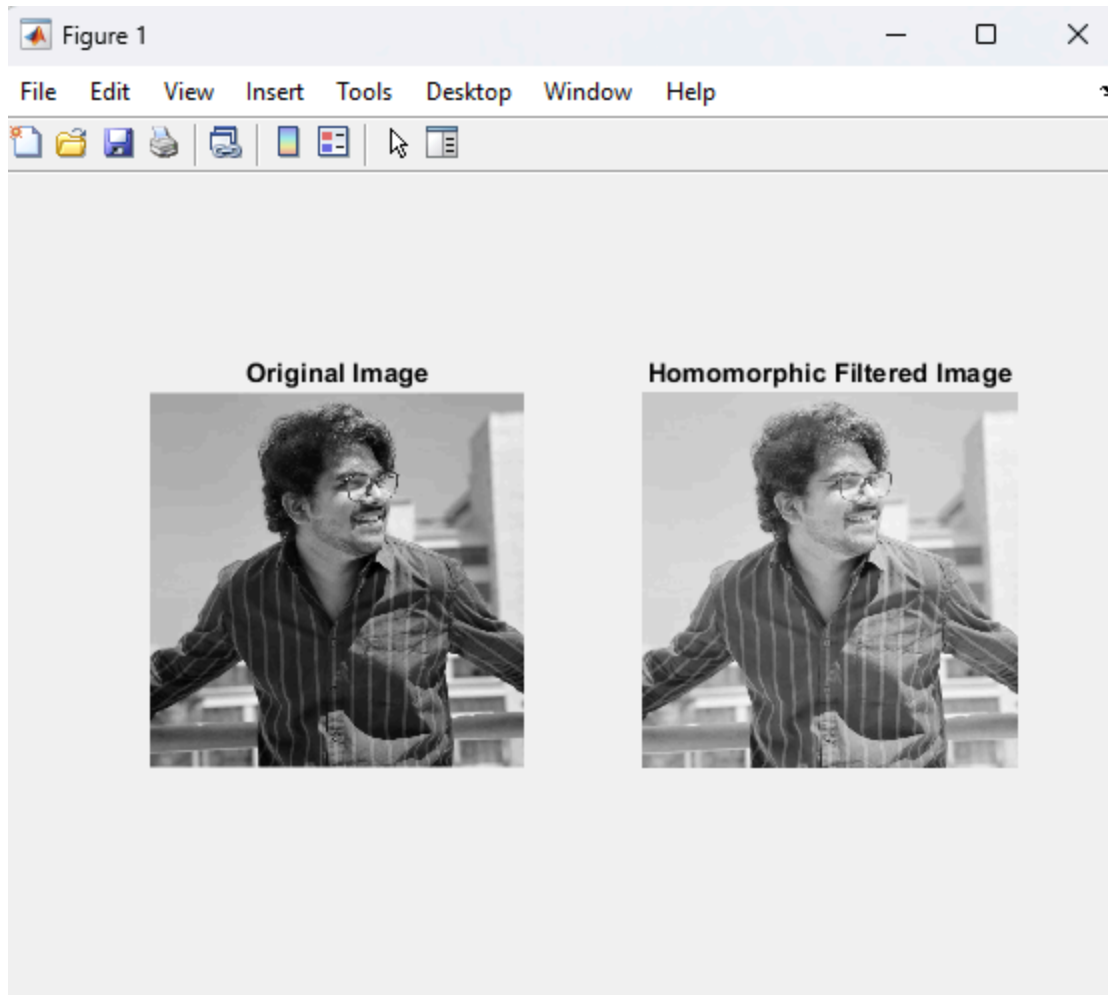 Figure 1
File Edit View Insert Tools Desktop Window Help
Original Image
Homomorphic Filtered Image